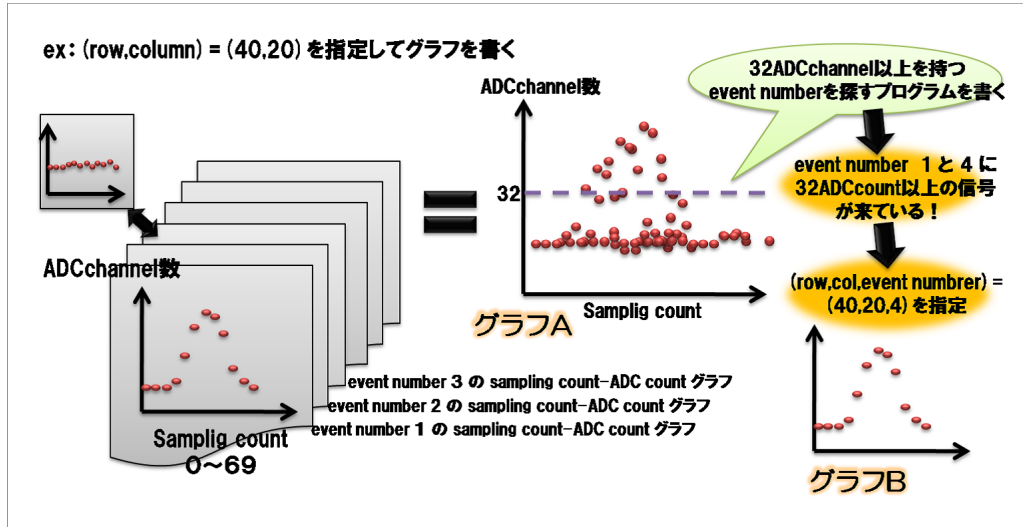 ex: (row,column) = (40,20) を指定してグラフを書く
ADCchannel数
Samplig count
0～69
event number 3 の sampling count-ADC count グラフ
event number 2 の sampling count-ADC count グラフ
event number 1 の sampling count-ADC count グラフ
ADCchannel数
32
Samplig count
グラフA
32ADCchannel以上を持つ
event numberを探すプログラムを書く
event number 1 と 4 に
32ADCcount以上の信号
が来ている！
(row,col,event numbrer) =
(40,20,4) を指定
グラフB